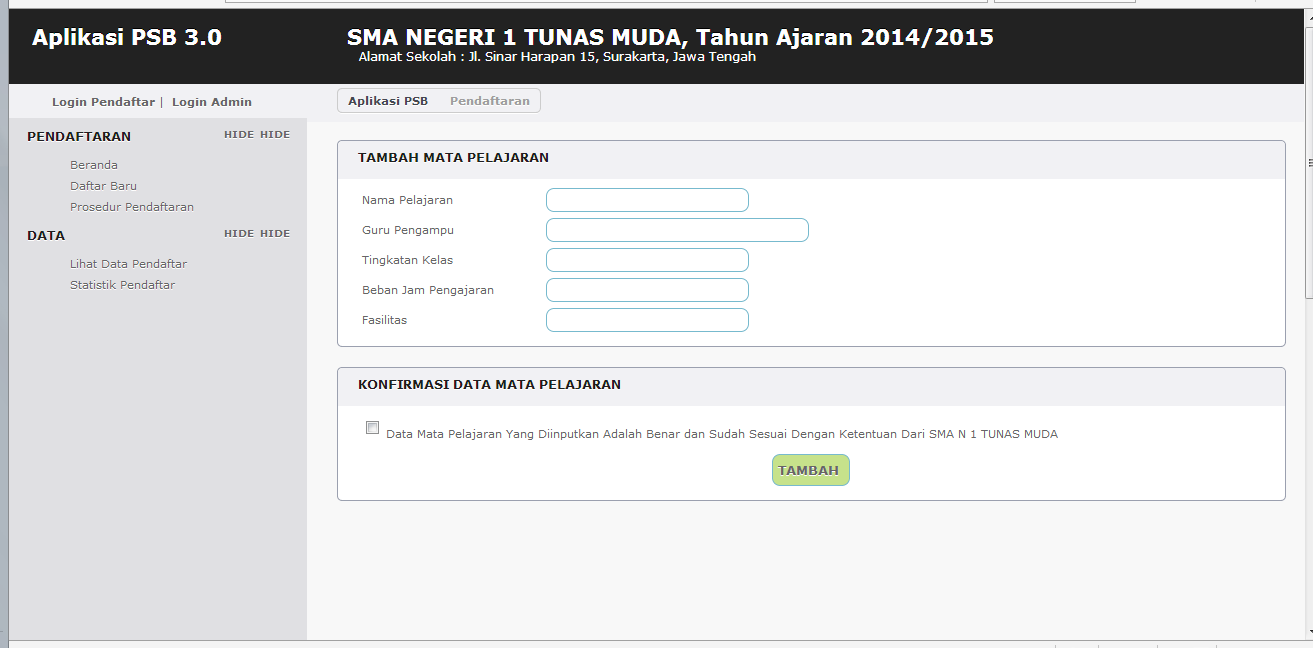 Aplikasi PSB 3.0
SMA NEGERI 1 TUNAS MUDA, Tahun Ajaran 2014/2015
Alamat Sekolah : Jl. Sinar Harapan 15, Surakarta, Jawa Tengah
Login Pendaftar | Login Admin
Aplikasi PSB Pendaftaran
PENDAFTARAN HIDE HIDE
Beranda
Daftar Baru
Prosedur Pendaftaran
DATA HIDE HIDE
Lihat Data Pendaftar
Statistik Pendaftar
TAMBAH MATA PELAJARAN
Nama Pelajaran
Guru Pengampu
Tingkatan Kelas
Beban Jam Pengajaran
Fasilitas
KONFIRMASI DATA MATA PELAJARAN
Data Mata Pelajaran Yang Diinputkan Adalah Benar dan Sudah Sesuai Dengan Ketentuan Dari SMA N 1 TUNAS MUDA
TAMBAH